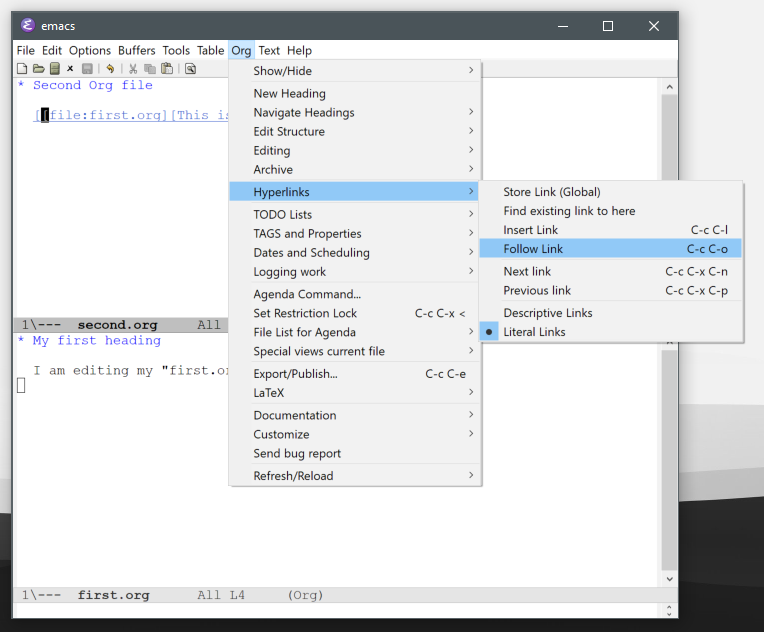 emacs
File Edit Options Buffers Tools Table Org Text Help
* Second Org file
[[file:first.org][This is
1\--- second.org All
* My first heading
I am editing my "first.or
1\--- first.org All L4 (Org)
Show/Hide
New Heading
Navigate Headings
Edit Structure
Editing
Archive
Hyperlinks
TODO Lists
TAGS and Properties
Dates and Scheduling
Logging work
Agenda Command...
Set Restriction Lock C-c C-x <
File List for Agenda
Special views current file
Export/Publish... C-c C-e
LaTeX
Documentation
Customize
Send bug report
Refresh/Reload
Store Link (Global)
Find existing link to here
Insert Link C-c C-l
Follow Link C-c C-o
Next link C-c C-x C-n
Previous link C-c C-x C-p
Descriptive Links
Literal Links